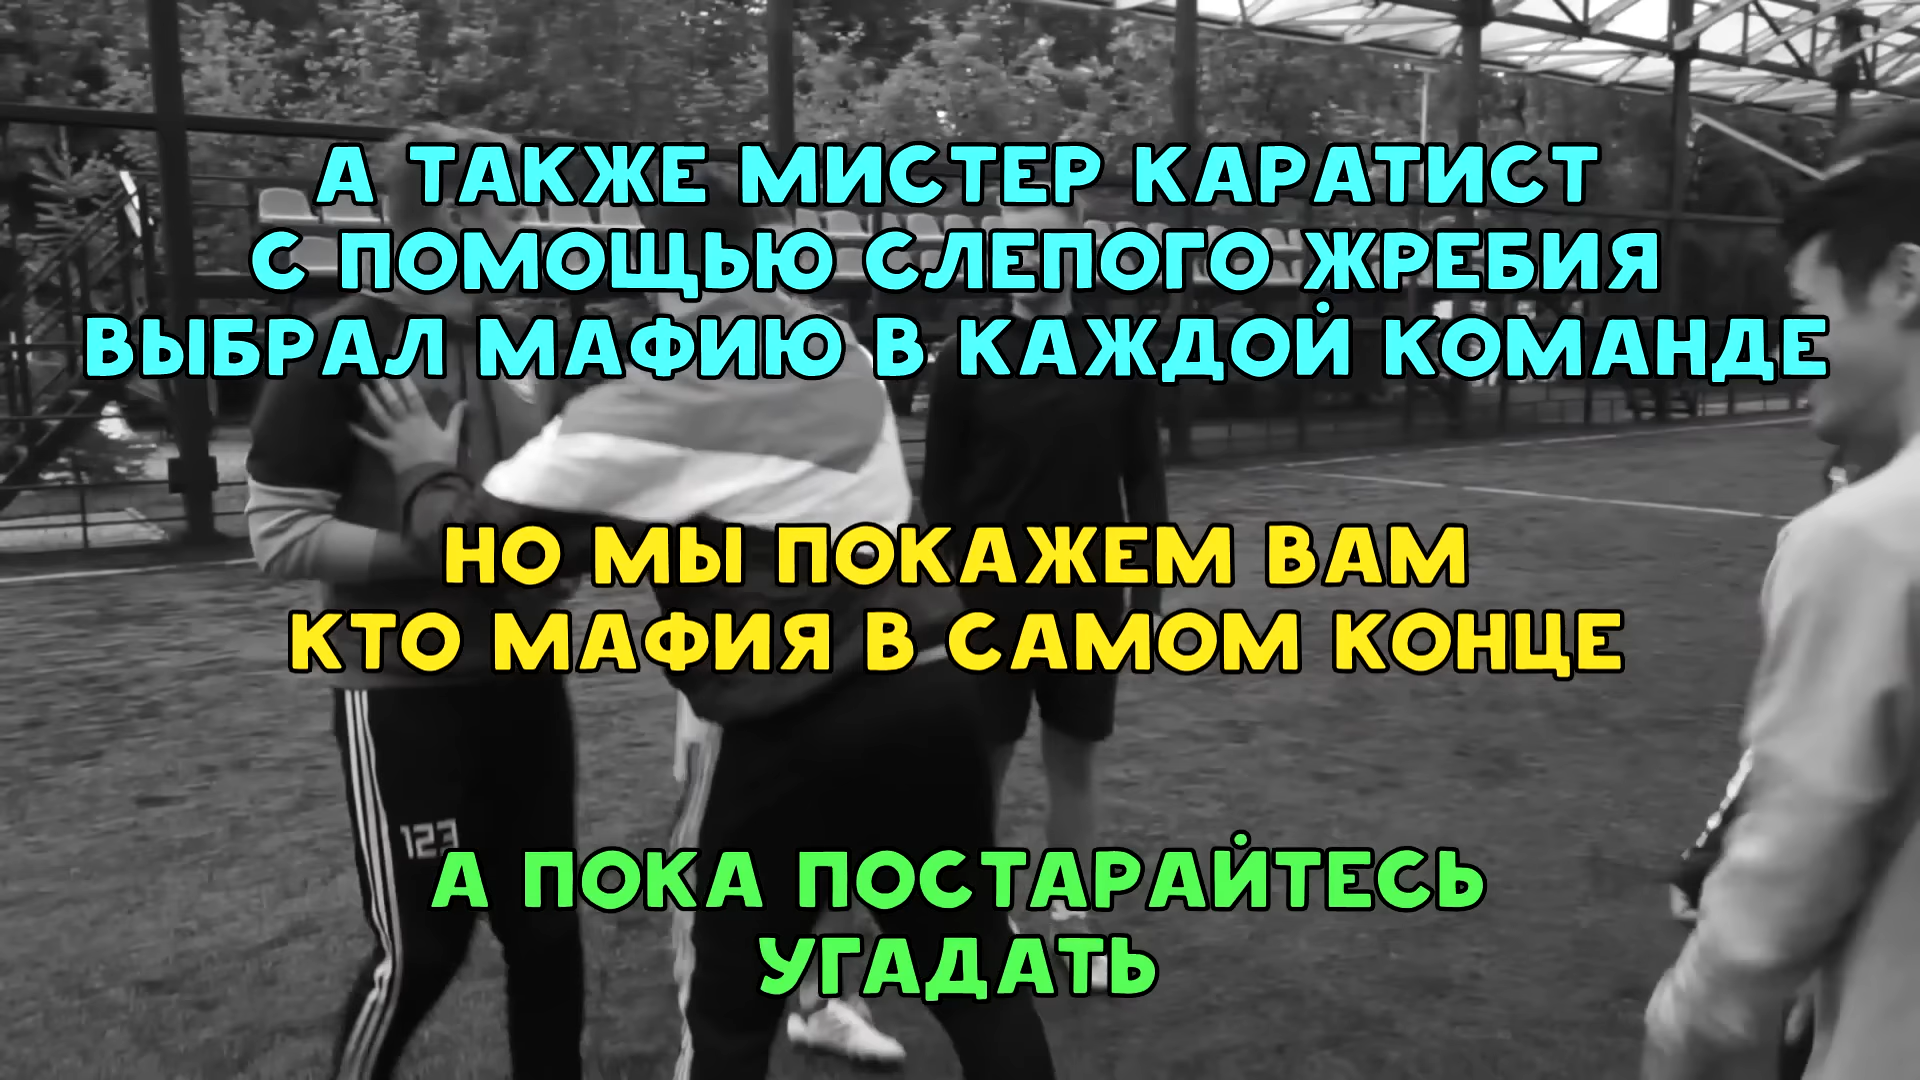 А ТАКЖЕ МИСТЕР КАРАТИСТ
С ПОМОЩЬЮ СЛЕПОГО ЖРЕБИЯ
ВЫБРАЛ МАФИЮ В КАЖДОЙ КОМАНДЕ
НО МЫ ПОКАЖЕМ ВАМ
КТО МАФИЯ В САМОМ КОНЦЕ
123
А ПОКА ПОСТАРАЙТЕСЬ
УГАДАТЬ